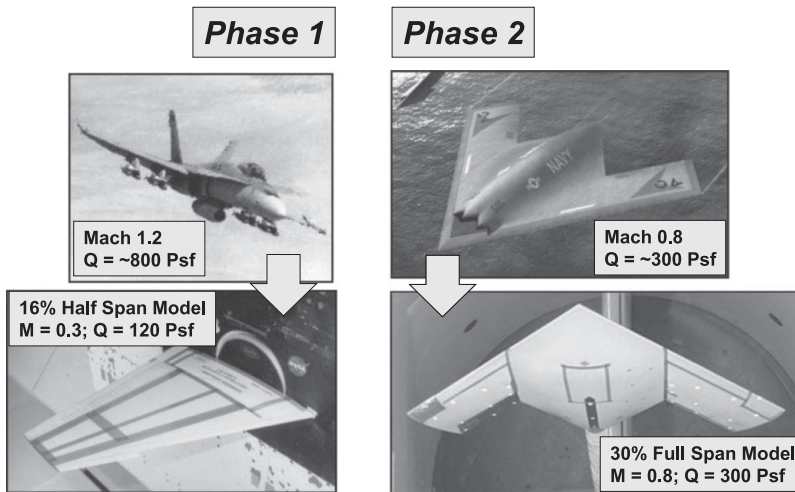 Phase 1
Phase 2
Mach 1.2
Q = ~800 Psf
NAVY
Mach 0.8
Q = ~300 Psf
16% Half Span Model
M = 0.3; Q = 120 Psf
30% Full Span Model
M = 0.8; Q = 300 Psf